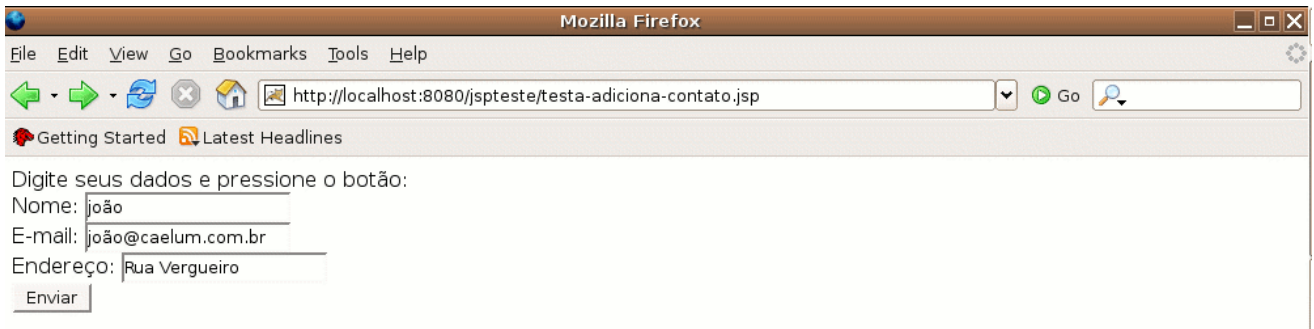 Mozilla Firefox
File Edit View Go Bookmarks Tools Help
http://localhost:8080/jspteste/testa-adiciona-contato.jsp Go
Getting Started Latest Headlines
Digite seus dados e pressione o botão:
Nome: joão
E-mail: joão@caelum.com.br
Endereço: Rua Vergueiro
Enviar